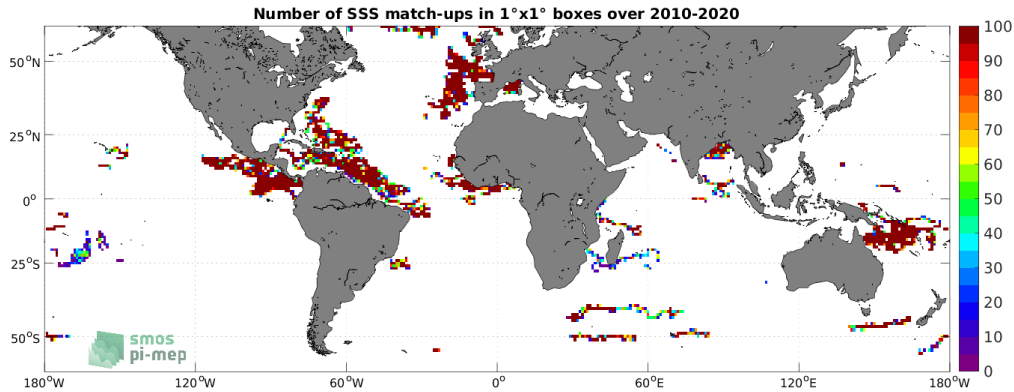 Number of SSS match-ups in 1°x1° boxes over 2010-2020
100
90
80
70
60
50
40
30
20
10
0
50°N
25°N
0°
25°S
50°S
smos
pi-mep
180°W
120°W
60°W
0°E
60°E
120°E
180°W